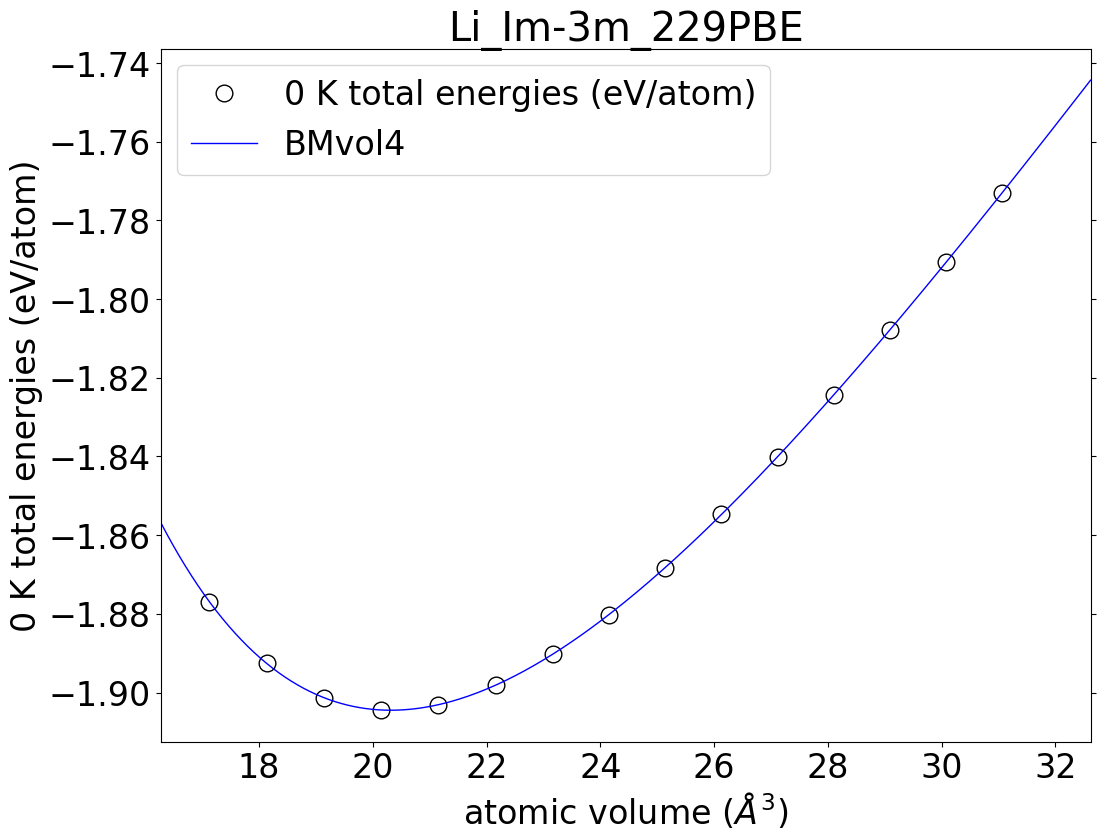 Li_Im-3m_229PBE
0 K total energies (eV/atom)
BMvol4
0 K total energies (eV/atom)
−1.74
−1.76
−1.78
−1.80
−1.82
−1.84
−1.86
−1.88
−1.90
18 20 22 24 26 28 30 32
atomic volume (Å³)